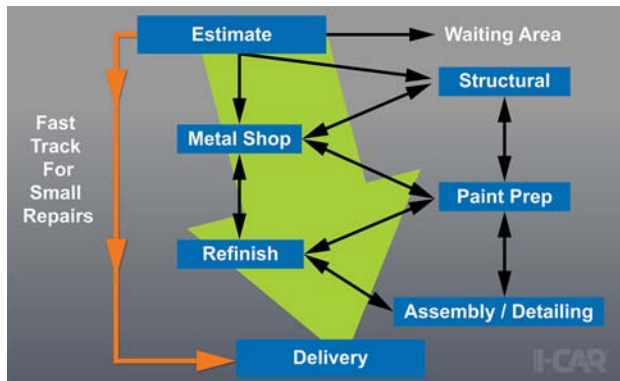 Estimate
Waiting Area
Structural
Fast
Track
For
Small
Repairs
Metal Shop
Paint Prep
Refinish
Assembly / Detailing
Delivery
I-CAR